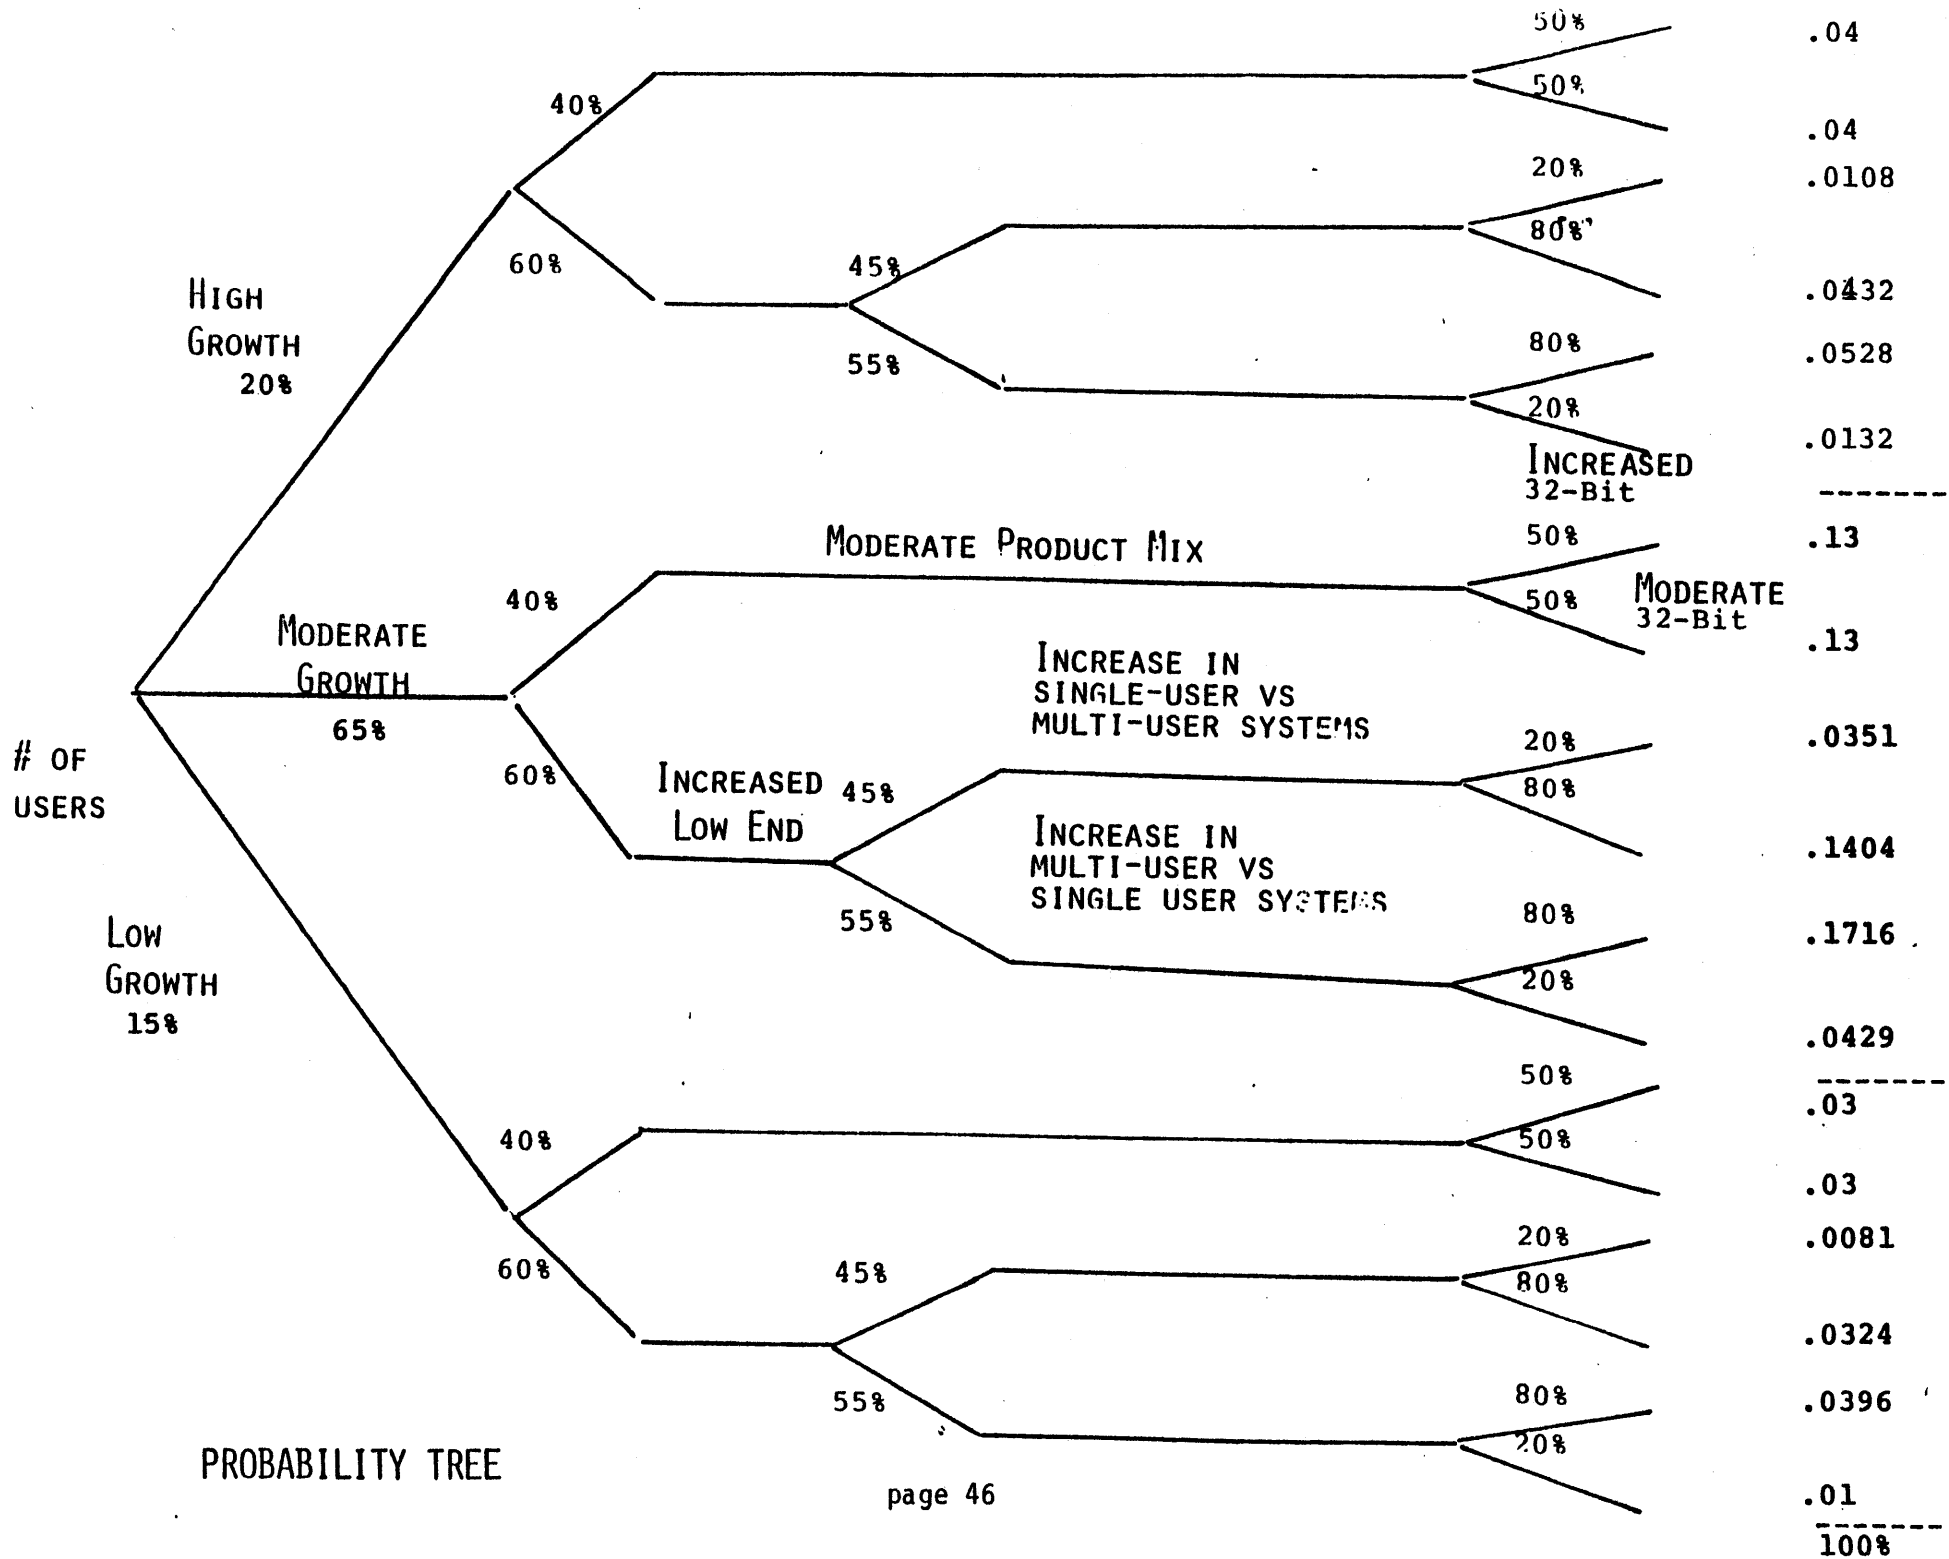 50%
.04
50%
40%
.04
20%
.0108
80%
60%
45%
.0432
HIGH
GROWTH
20%
80%
.0528
55%
20%
.0132
INCREASED
32-Bit
-------
MODERATE PRODUCT MIX
50%
.13
40%
50%
MODERATE
32-Bit
.13
MODERATE
GROWTH
65%
INCREASE IN
SINGLE-USER VS
MULTI-USER SYSTEMS
20%
.0351
# OF
USERS
60%
INCREASED
LOW END
45%
80%
.1404
INCREASE IN
MULTI-USER VS
SINGLE USER SYSTEMS
55%
80%
.1716
20%
.0429
LOW
GROWTH
15%
50%
-------
.03
40%
50%
.03
20%
.0081
60%
45%
80%
.0324
55%
80%
.0396
20%
.01
-------
100%
PROBABILITY TREE
page 46